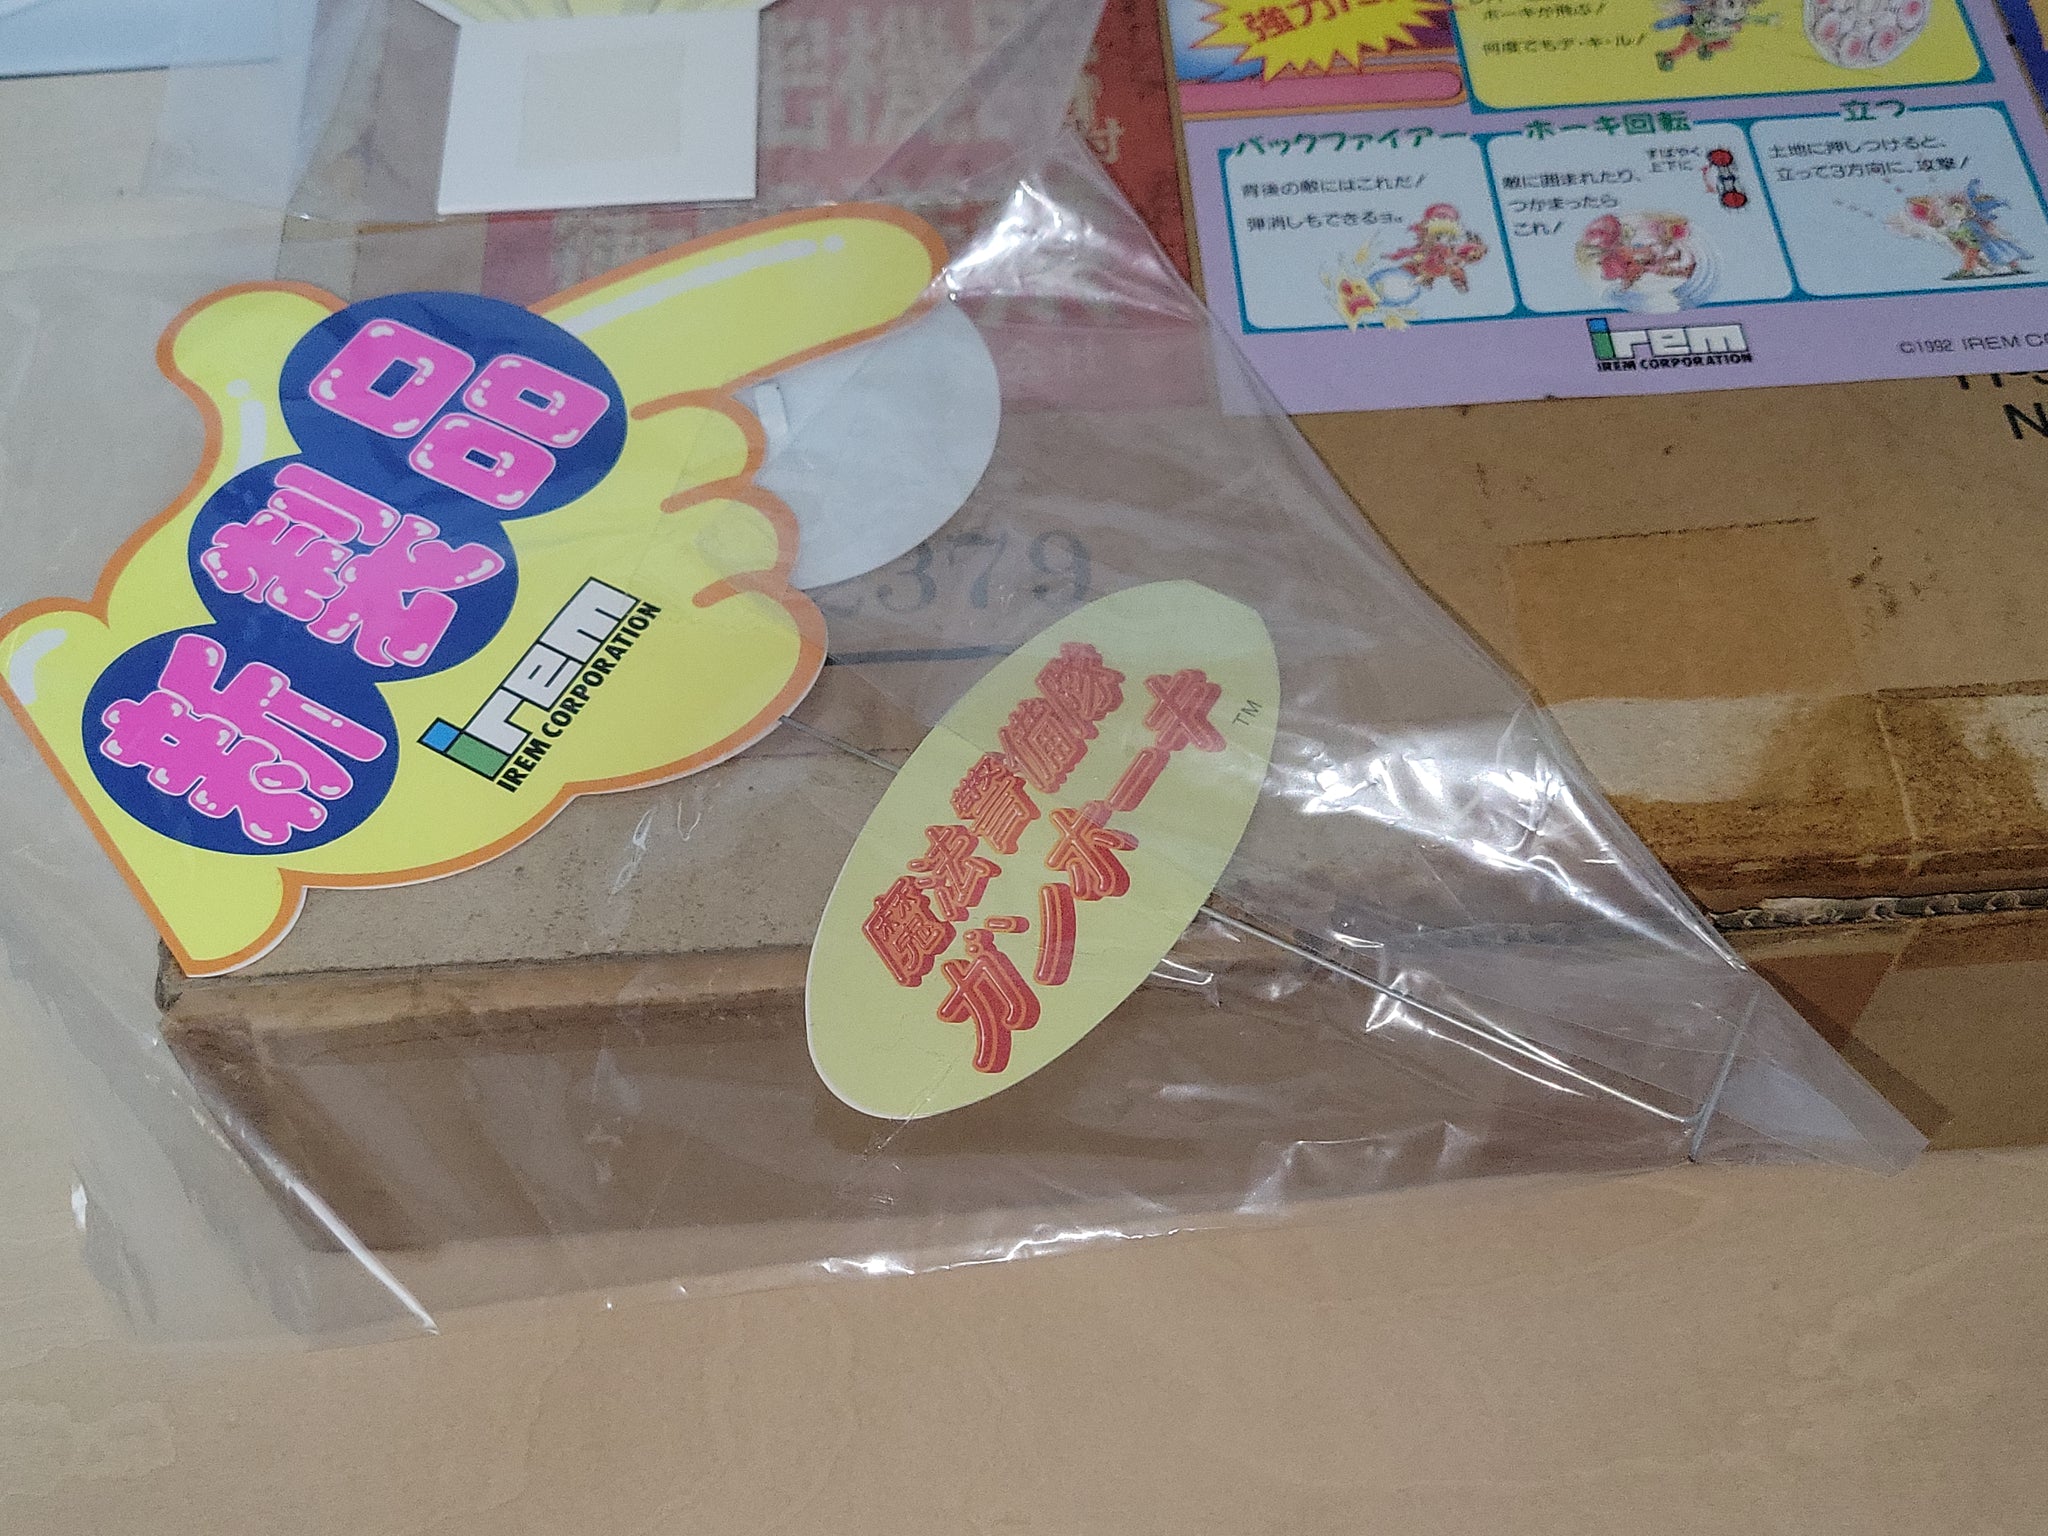 強力
ホーキが飛ぶ!
何度でもデ・キ・ル!
バックファイアー
背後の敵にはこれだ!
弾消しもできるョ。
ホーキ回転
すばやく
上下に
敵に囲まれたり、
つかまったら
これ!
立つ
土地に押しつけると、
立って3方向に、攻撃!
irem
IREM CORPORATION
©1992 IREM CO
新製品
irem
IREM CORPORATION
379
魔法警備隊
ガンホーキ
TM